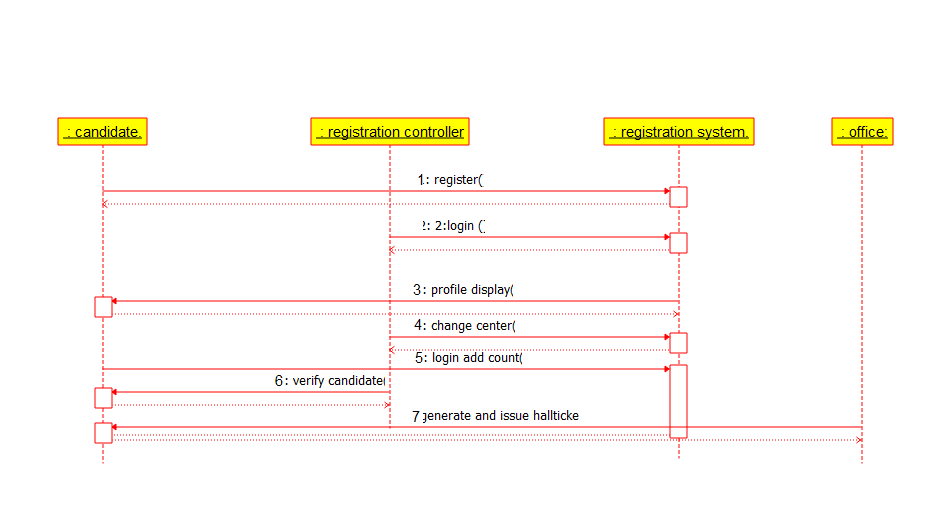 : candidate.
: registration controller
: registration system.
: office:
1: register(
2: 2:login ()
3: profile display(
4: change center(
5: login add count(
6: verify candidate(
7 generate and issue hallticke